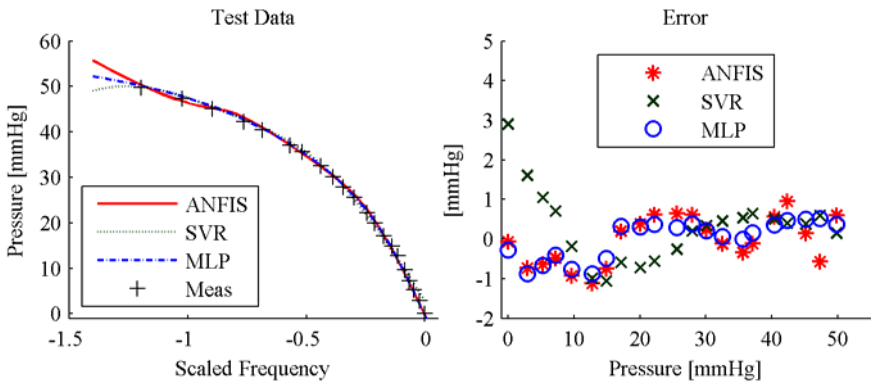 Test Data
Pressure [mmHg]
60
50
40
30
20
10
0
ANFIS
SVR
MLP
Meas
-1.5
-1
-0.5
0
Scaled Frequency
Error
[mmHg]
5
4
3
2
1
0
-1
-2
ANFIS
SVR
MLP
0
10
20
30
40
50
60
Pressure [mmHg]